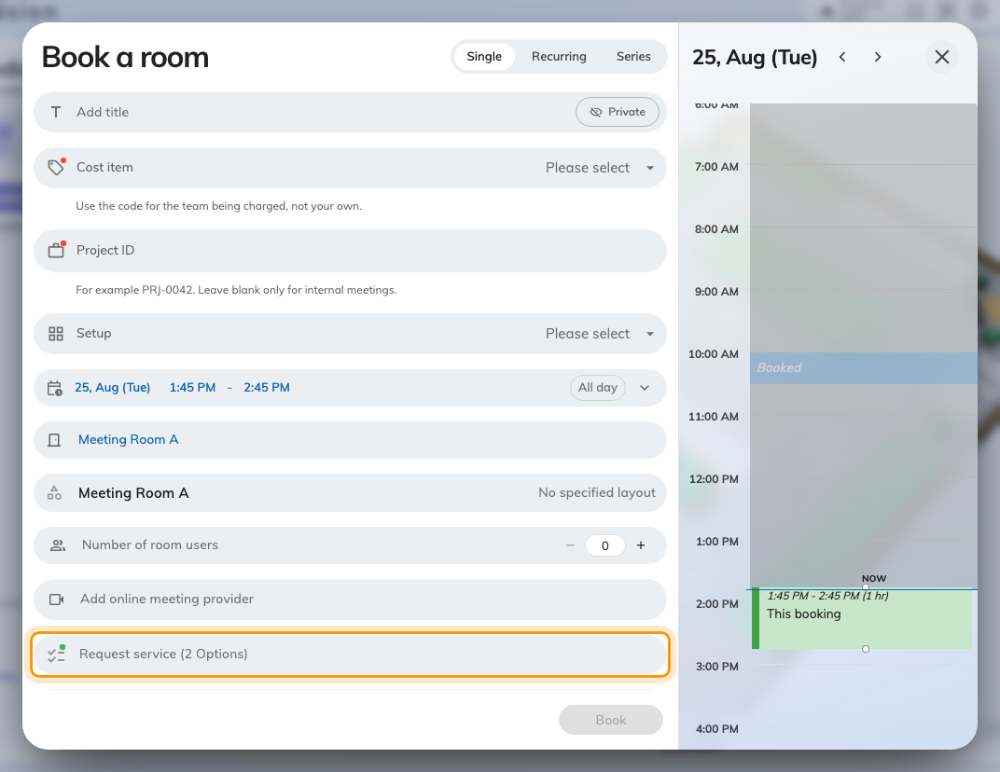 Book a room
Single Recurring Series
Add title Private
Cost item Please select
Use the code for the team being charged, not your own.
Project ID
For example PRJ-0042. Leave blank only for internal meetings.
Setup Please select
25, Aug (Tue) 1:45 PM - 2:45 PM All day
Meeting Room A
Meeting Room A No specified layout
Number of room users 0
Add online meeting provider
Request service (2 Options)
Book
25, Aug (Tue)
6:00 AM
7:00 AM
8:00 AM
9:00 AM
10:00 AM
Booked
11:00 AM
12:00 PM
1:00 PM
NOW
1:45 PM - 2:45 PM (1 hr)
2:00 PM
This booking
3:00 PM
4:00 PM